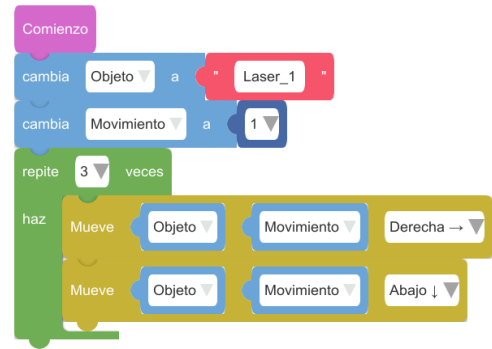 Comienzo
cambia Objeto a " Laser_1 "
cambia Movimiento a 1
repite 3 veces
haz
Mueve Objeto Movimiento Derecha →
Mueve Objeto Movimiento Abajo ↓